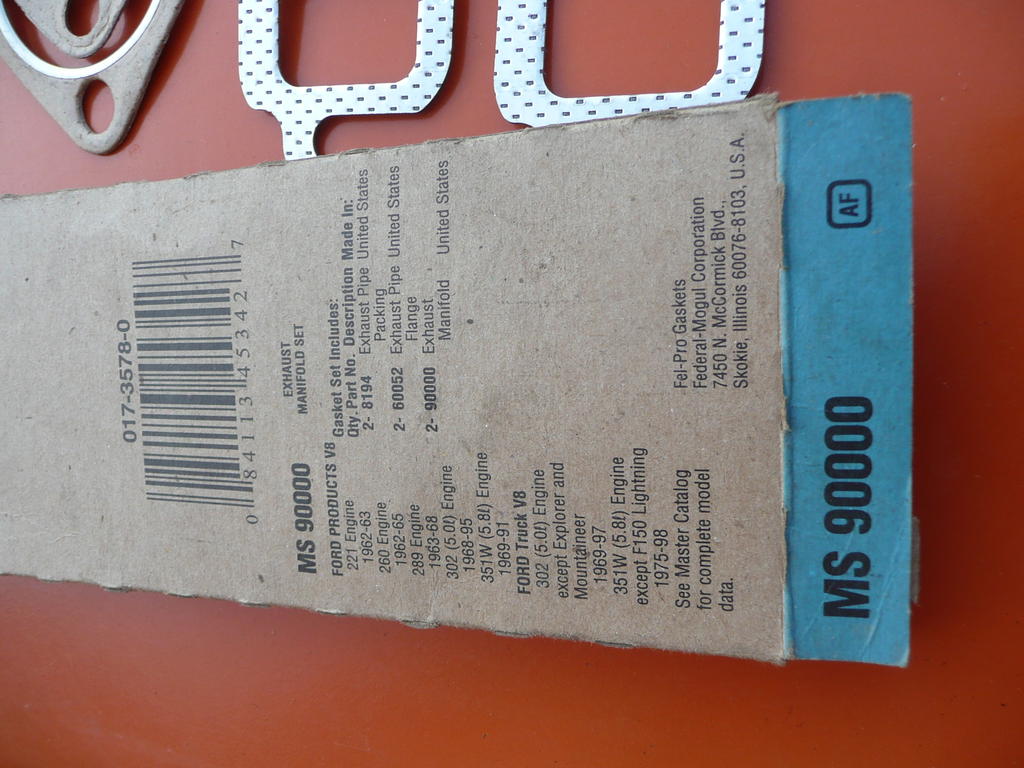 017-3578-0
0 84113 45342 7
EXHAUST
MANIFOLD SET
MS 90000
FORD PRODUCTS V8
221 Engine
1962-63
260 Engine
1962-65
289 Engine
1963-68
302 (5.0ℓ) Engine
1968-95
351W (5.8ℓ) Engine
1969-91
FORD Truck V8
302 (5.0ℓ) Engine
except Explorer and
Mountaineer
1969-97
351W (5.8ℓ) Engine
except F150 Lightning
1975-98
See Master Catalog
for complete model
data.
Gasket Set Includes:
Qty. Part No. Description Made In:
2- 8194 Exhaust Pipe United States
Packing
2- 60052 Exhaust Pipe United States
Flange
2- 90000 Exhaust
Manifold United States
Fel-Pro Gaskets
Federal-Mogul Corporation
7450 N. McCormick Blvd.,
Skokie, Illinois 60076-8103, U.S.A.
MS 90000
AF